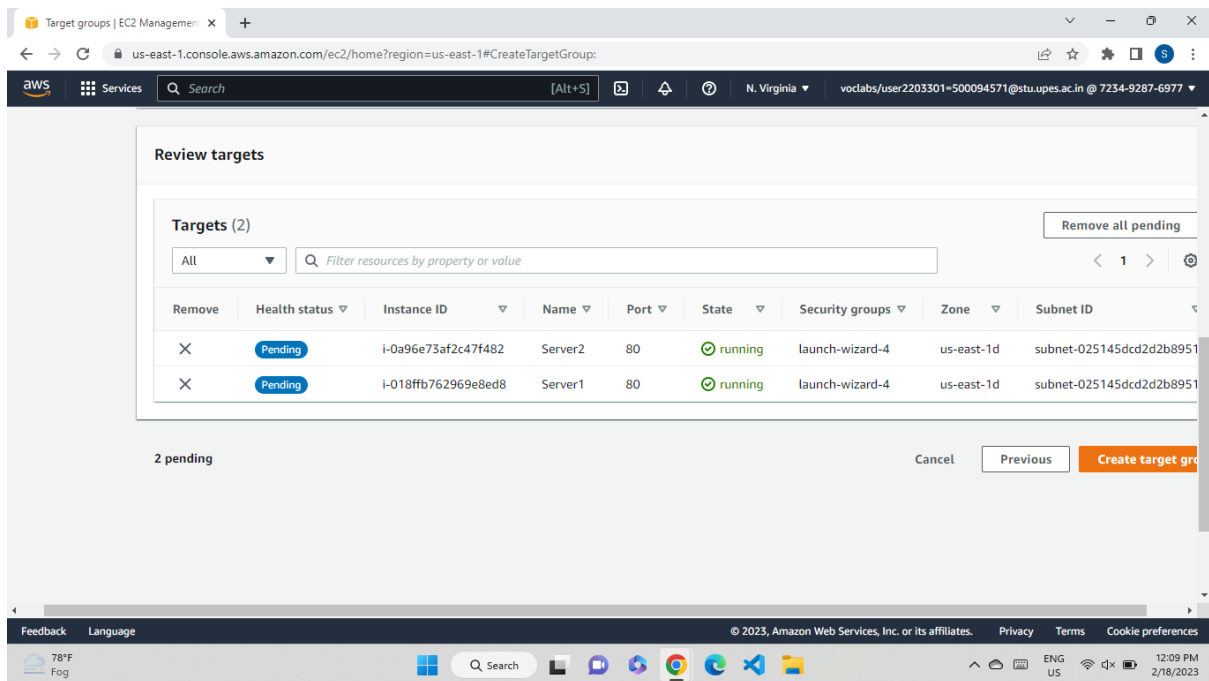 Target groups | EC2 Managemen
us-east-1.console.aws.amazon.com/ec2/home?region=us-east-1#CreateTargetGroup:
S
aws Services Search [Alt+S] N. Virginia voclabs/user2203301=500094571@stu.upes.ac.in @ 7234-9287-6977
Review targets
Targets (2)
Remove all pending
All Filter resources by property or value 1
Remove Health status Instance ID Name Port State Security groups Zone Subnet ID
Pending i-0a96e73af2c47f482 Server2 80 running launch-wizard-4 us-east-1d subnet-025145dcd2d2b8951
Pending i-018ffb762969e8ed8 Server1 80 running launch-wizard-4 us-east-1d subnet-025145dcd2d2b8951
2 pending Cancel Previous Create target gro
Feedback Language © 2023, Amazon Web Services, Inc. or its affiliates. Privacy Terms Cookie preferences
78°F
Fog
Search
ENG
US
12:09 PM
2/18/2023